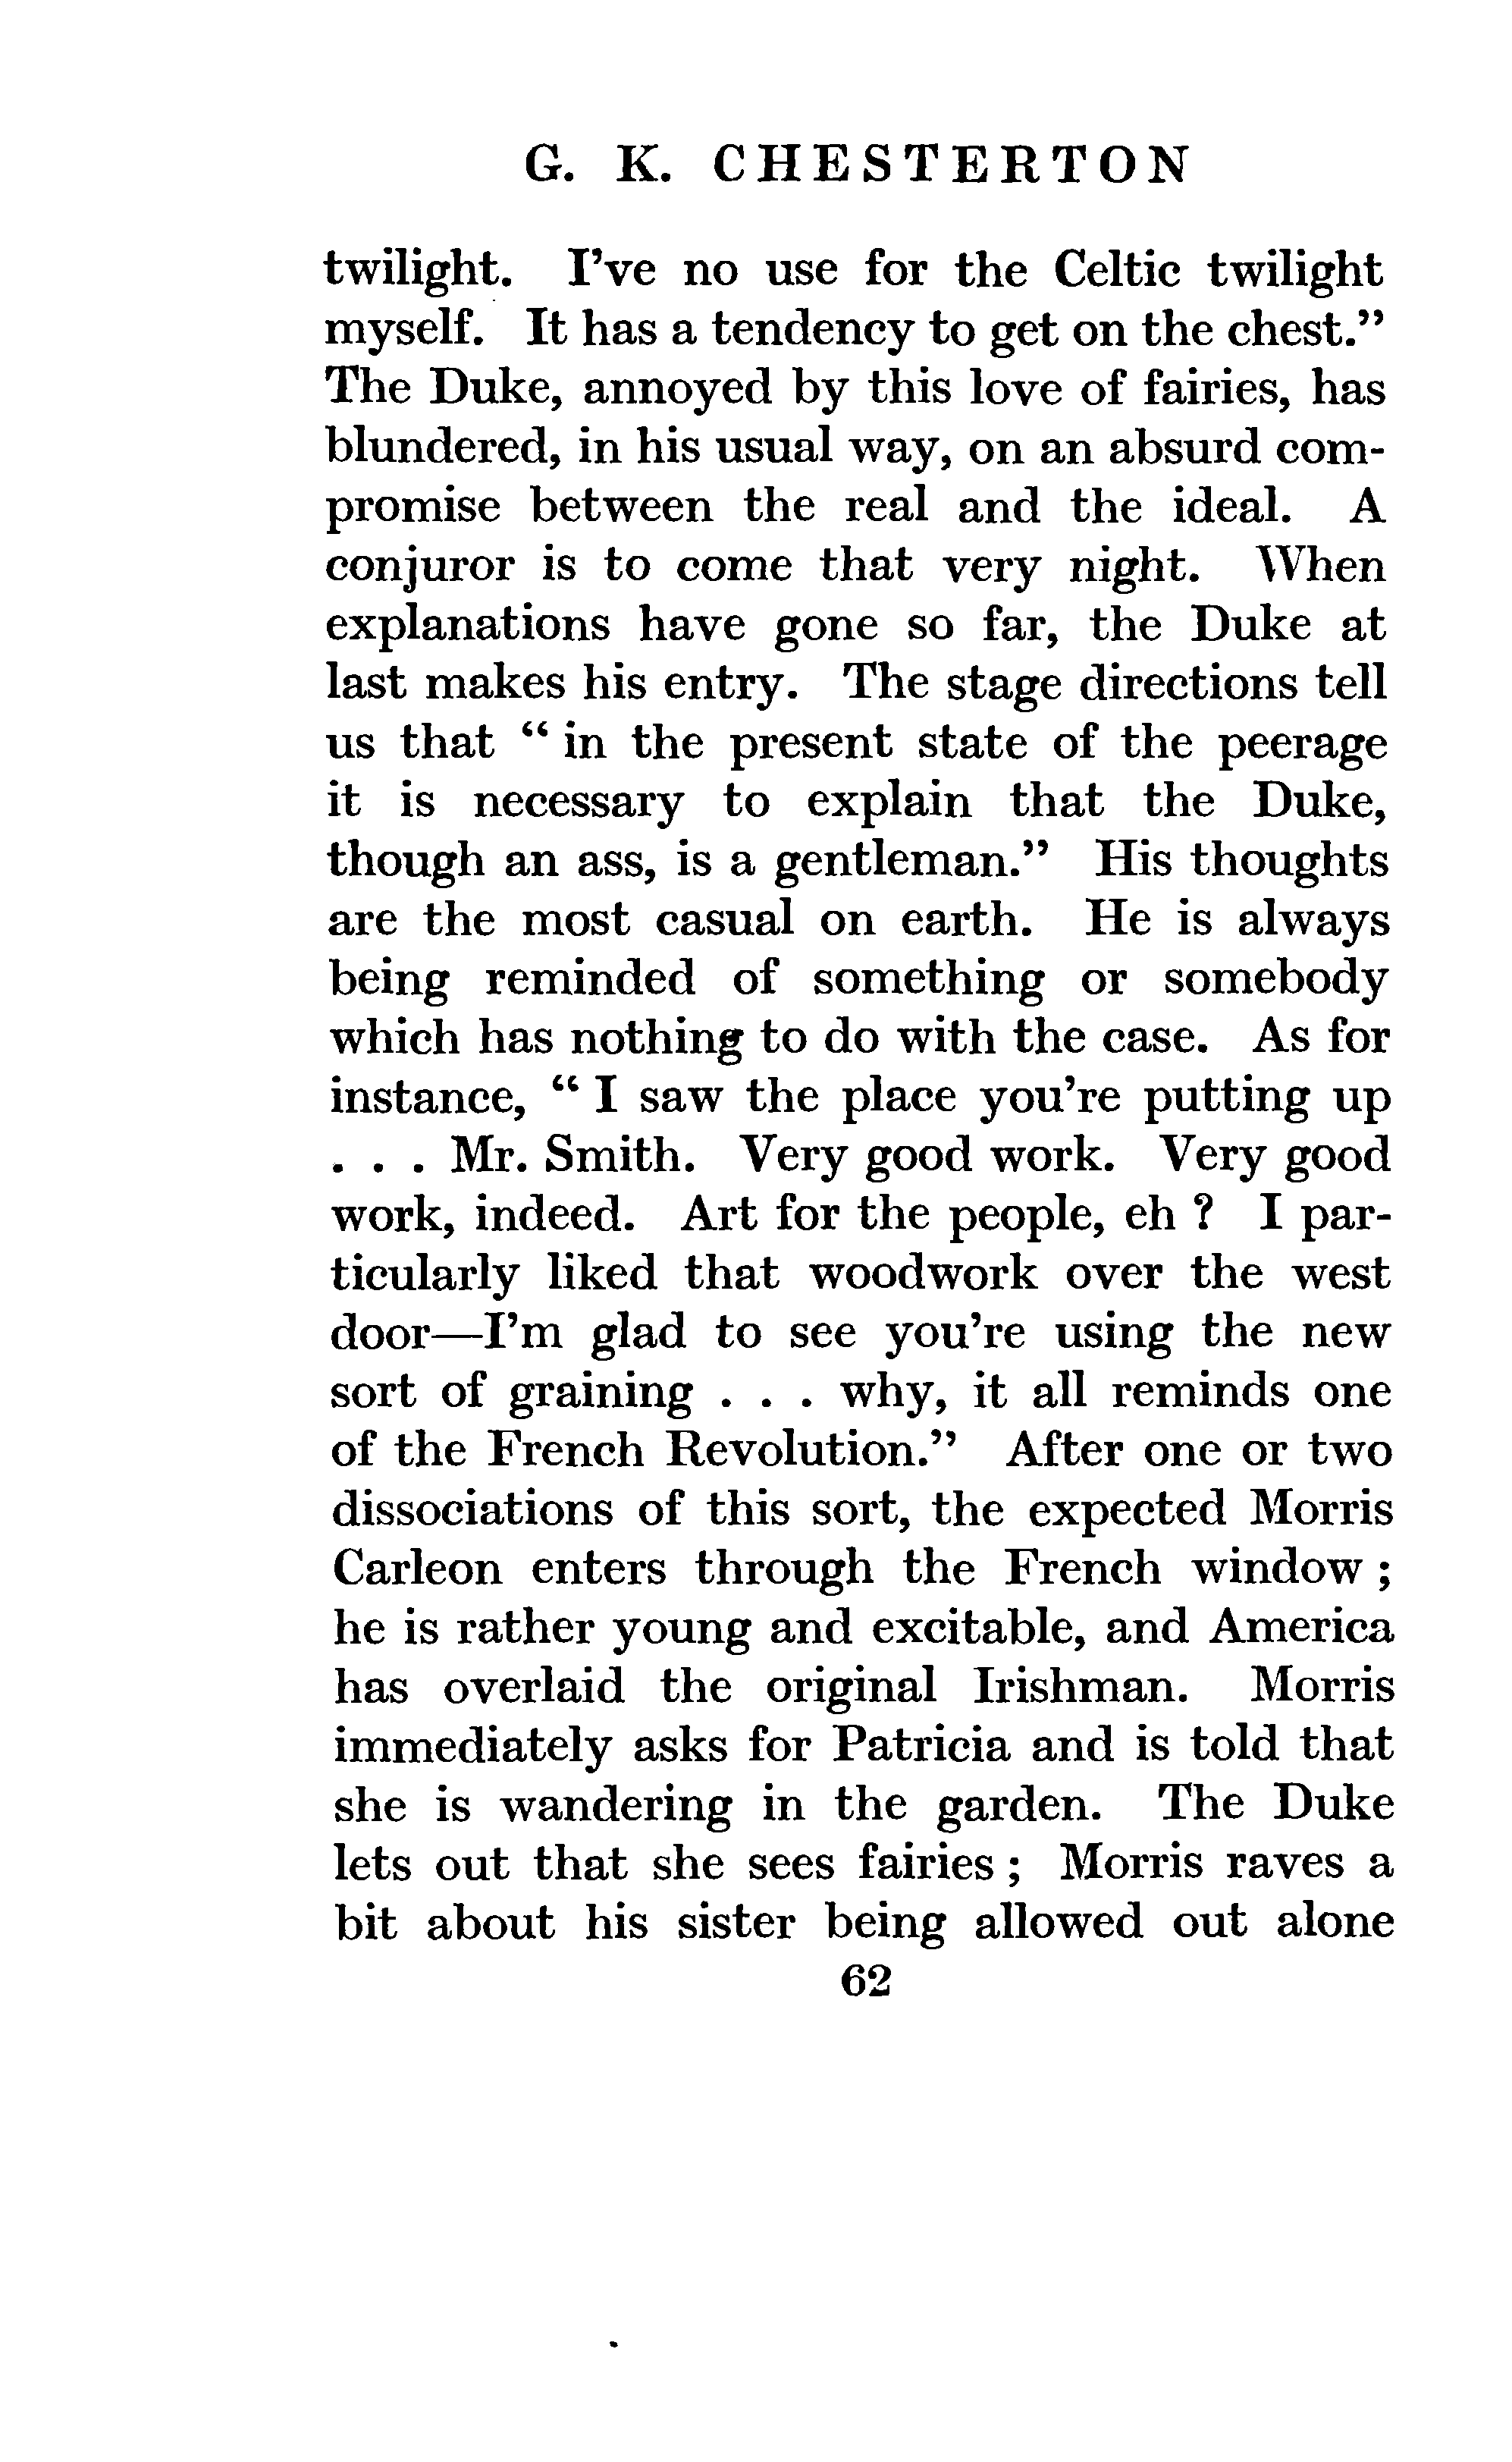 G. K. CHESTERTON
twilight. I've no use for the Celtic twilight
myself. It has a tendency to get on the chest.”
The Duke, annoyed by this love of fairies, has
blundered, in his usual way, on an absurd com-
promise between the real and the ideal. A
conjuror is to come that very night. When
explanations have gone so far, the Duke at
last makes his entry. The stage directions tell
us that “ in the present state of the peerage
it is necessary to explain that the Duke,
though an ass, is a gentleman.” His thoughts
are the most casual on earth. He is always
being reminded of something or somebody
which has nothing to do with the case. As for
instance, “ I saw the place you're putting up
. . . Mr. Smith. Very good work. Very good
work, indeed. Art for the people, eh ? I par-
ticularly liked that woodwork over the west
door—I'm glad to see you're using the new
sort of graining . . . why, it all reminds one
of the French Revolution.” After one or two
dissociations of this sort, the expected Morris
Carleon enters through the French window ;
he is rather young and excitable, and America
has overlaid the original Irishman. Morris
immediately asks for Patricia and is told that
she is wandering in the garden. The Duke
lets out that she sees fairies ; Morris raves a
bit about his sister being allowed out alone
62